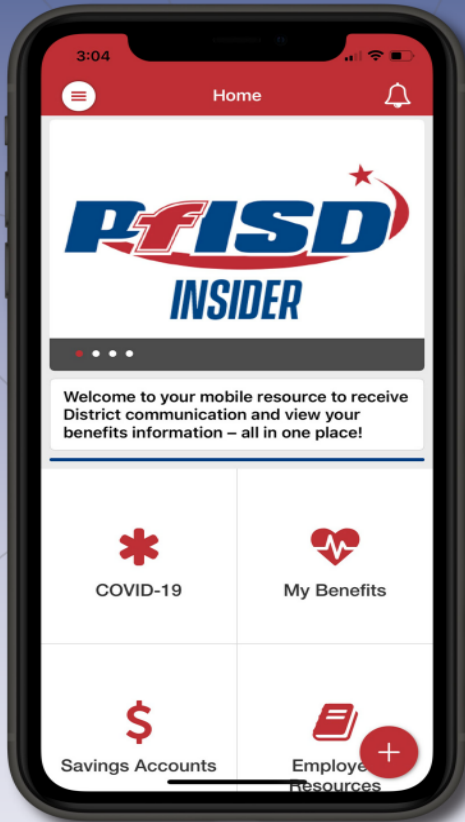 3:04
Home
PfISD
INSIDER
Welcome to your mobile resource to receive
District communication and view your
benefits information – all in one place!
COVID-19
My Benefits
Savings Accounts
Employe
Resources